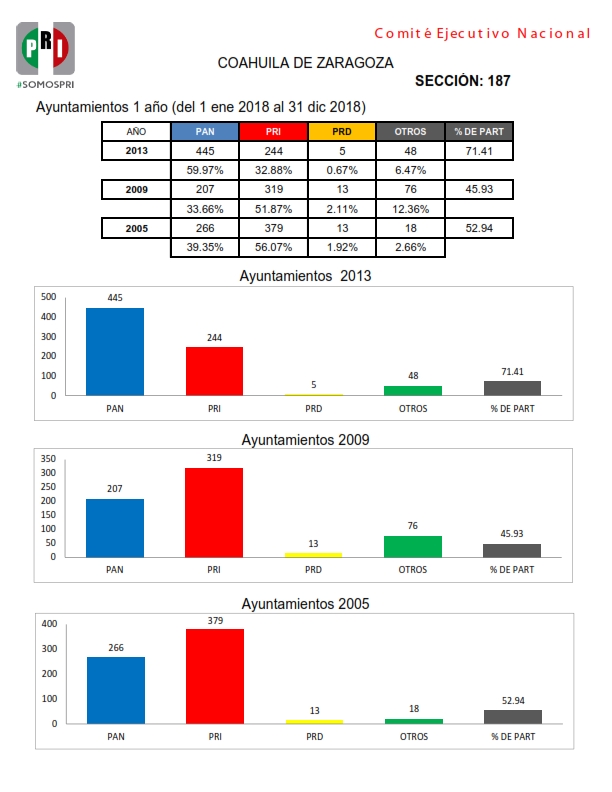 Comité Ejecutivo Nacional
PRI
#SOMOSPRI
COAHUILA DE ZARAGOZA
SECCIÓN: 187
Ayuntamientos 1 año (del 1 ene 2018 al 31 dic 2018)
AÑO PAN PRI PRD OTROS % DE PART
2013 445 244 5 48 71.41
59.97% 32.88% 0.67% 6.47%
2009 207 319 13 76 45.93
33.66% 51.87% 2.11% 12.36%
2005 266 379 13 18 52.94
39.35% 56.07% 1.92% 2.66%
Ayuntamientos 2013
500
400
300
200
100
0
445 244 5 48 71.41
PAN PRI PRD OTROS % DE PART
Ayuntamientos 2009
350
300
250
200
150
100
50
0
207 319 13 76 45.93
PAN PRI PRD OTROS % DE PART
Ayuntamientos 2005
400
300
200
100
0
266 379 13 18 52.94
PAN PRI PRD OTROS % DE PART